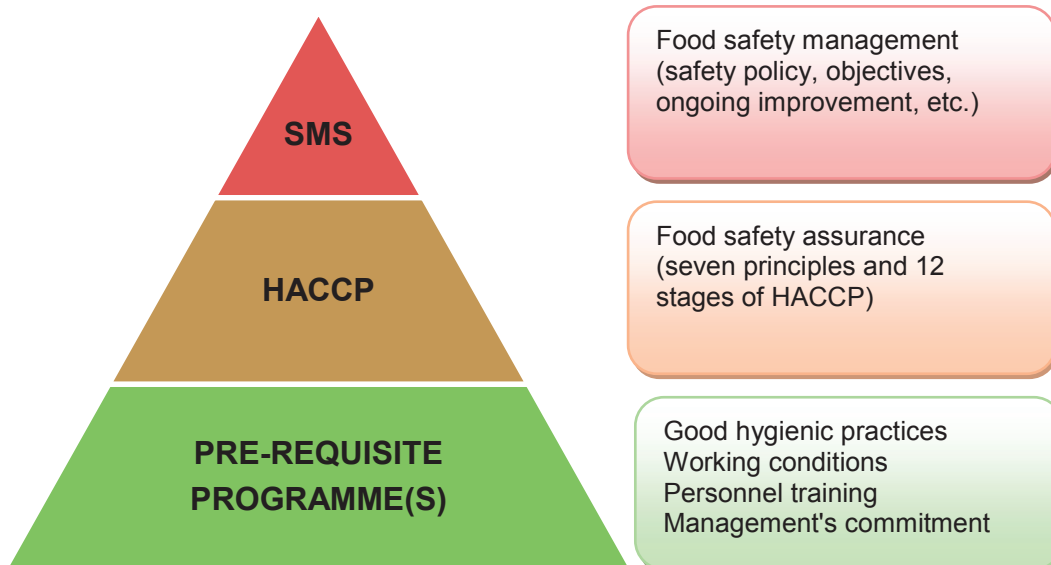 SMS
Food safety management
(safety policy, objectives,
ongoing improvement, etc.)
HACCP
Food safety assurance
(seven principles and 12
stages of HACCP)
PRE-REQUISITE
PROGRAMME(S)
Good hygienic practices
Working conditions
Personnel training
Management's commitment